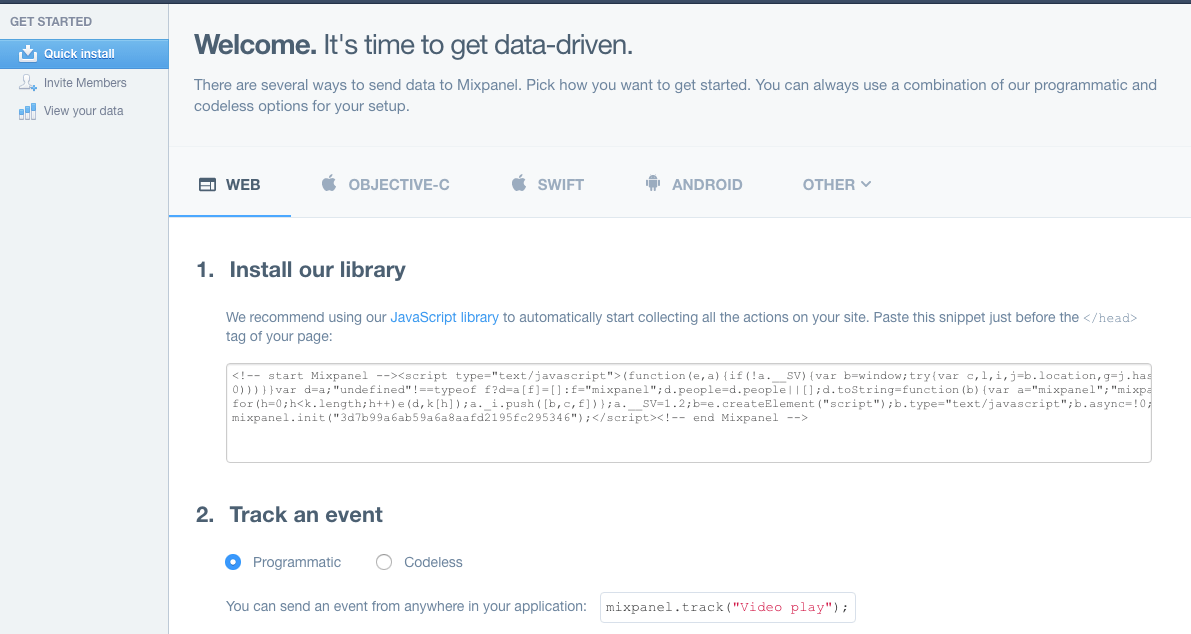 GET STARTED
Quick install
Invite Members
View your data
Welcome. It's time to get data-driven.
There are several ways to send data to Mixpanel. Pick how you want to get started. You can always use a combination of our programmatic and
codeless options for your setup.
WEB
OBJECTIVE-C
SWIFT
ANDROID
OTHER
1. Install our library
We recommend using our JavaScript library to automatically start collecting all the actions on your site. Paste this snippet just before the </head>
tag of your page:
<!-- start Mixpanel --><script type="text/javascript">(function(e,a){if(!a.__SV){var b=window;try{var c,l,i,j=b.location,g=j.has
0)))}}var d=a;"undefined"!==typeof f?d=a[f]=[]:f="mixpanel";d.people=d.people||[];d.toString=function(b){var a="mixpanel";"mixpa
for(h=0;h<k.length;h++)e(d,k[h]);a._i.push([b,c,f])};a.__SV=1.2;b=e.createElement("script");b.type="text/javascript";b.async=!0;
mixpanel.init("3d7b99a6ab59a6a8aafd2195fc295346");</script><!-- end Mixpanel -->
2. Track an event
Programmatic
Codeless
You can send an event from anywhere in your application: mixpanel.track("Video play");